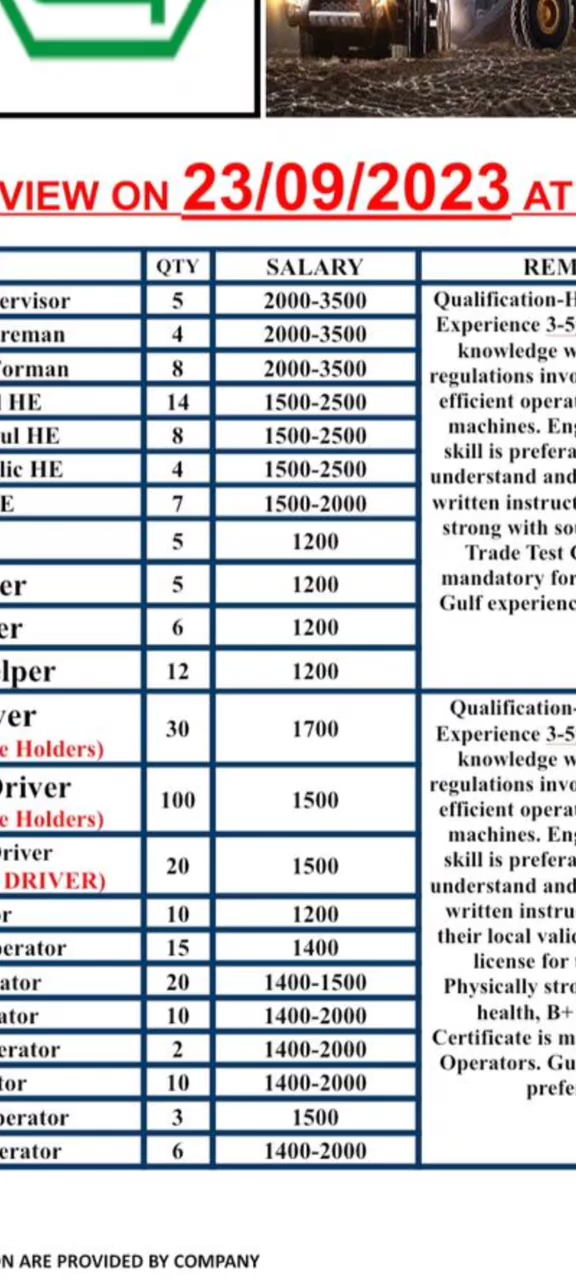 VIEW ON 23/09/2023 AT
QTY SALARY REM
ervisor 5 2000-3500
reman 4 2000-3500
orman 8 2000-3500
l HE 14 1500-2500
ul HE 8 1500-2500
lic HE 4 1500-2500
E 7 1500-2000
5 1200
er 5 1200
er 6 1200
elper 12 1200
Qualification-H
Experience 3-5
knowledge w
regulations invo
efficient operat
machines. Eng
skill is prefera
understand and
written instruct
strong with sou
Trade Test C
mandatory for
Gulf experienc
ver 30 1700
e Holders)
Driver 100 1500
e Holders)
Driver 20 1500
DRIVER)
or 10 1200
perator 15 1400
ator 20 1400-1500
ator 10 1400-2000
erator 2 1400-2000
tor 10 1400-2000
perator 3 1500
erator 6 1400-2000
Qualification-
Experience 3-5
knowledge w
regulations invo
efficient operat
machines. Eng
skill is prefera
understand and
written instru
their local valid
license for t
Physically stro
health, B+
Certificate is m
Operators. Gu
prefe
N ARE PROVIDED BY COMPANY